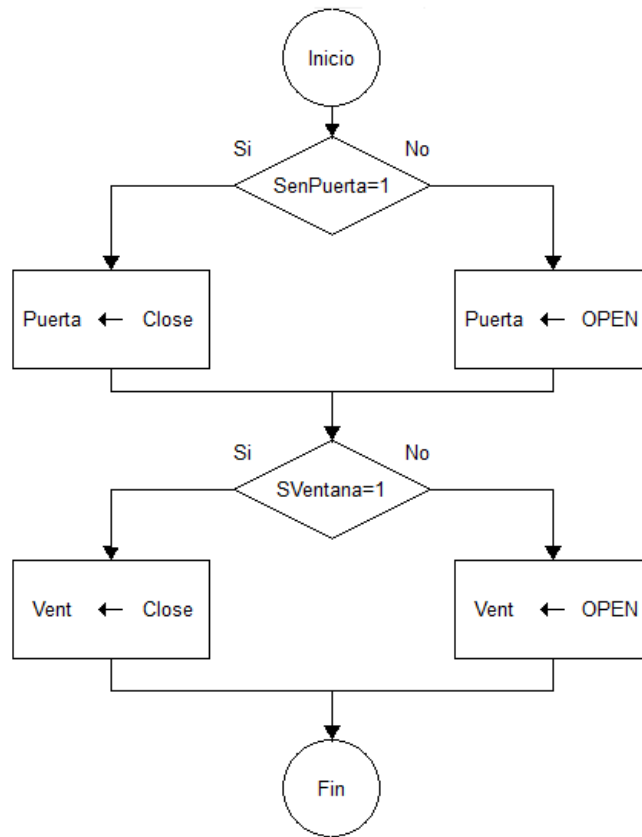 Inicio
Si
No
SenPuerta=1
Puerta ← Close
Puerta ← OPEN
Si
No
SVentana=1
Vent ← Close
Vent ← OPEN
Fin